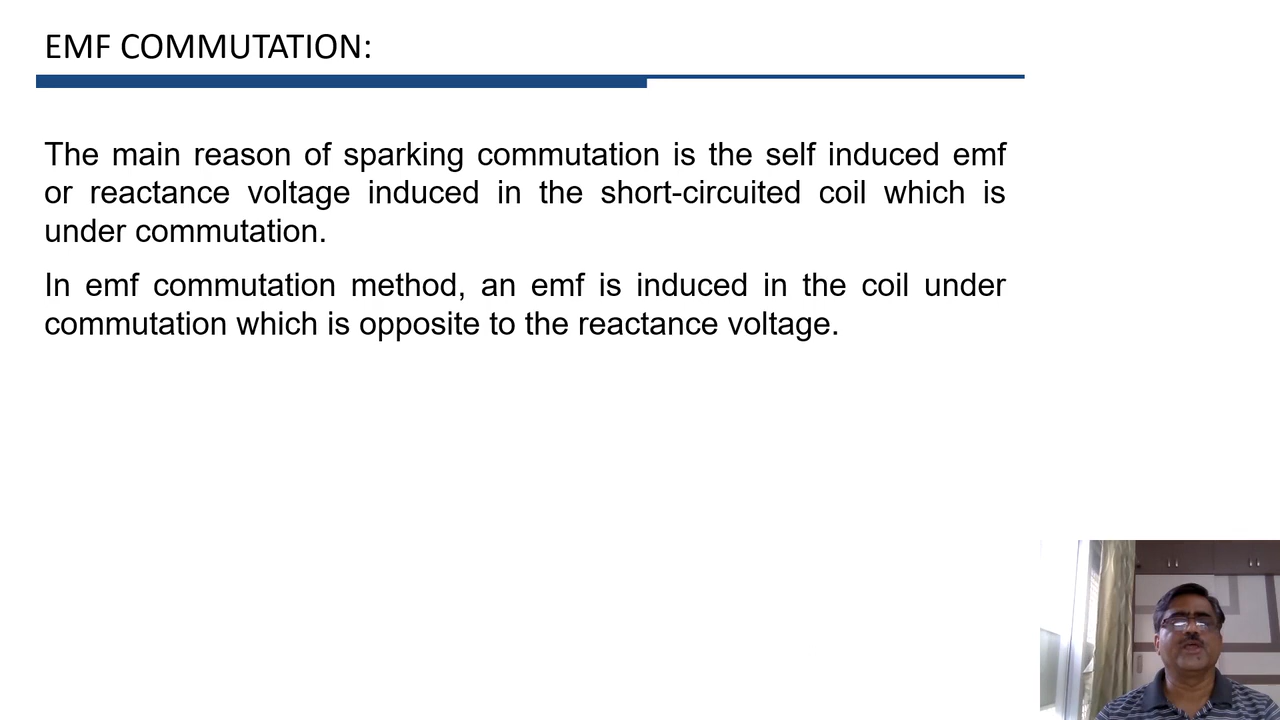 EMF COMMUTATION:
The main reason of sparking commutation is the self induced emf
or reactance voltage induced in the short-circuited coil which is
under commutation.
In emf commutation method, an emf is induced in the coil under
commutation which is opposite to the reactance voltage.